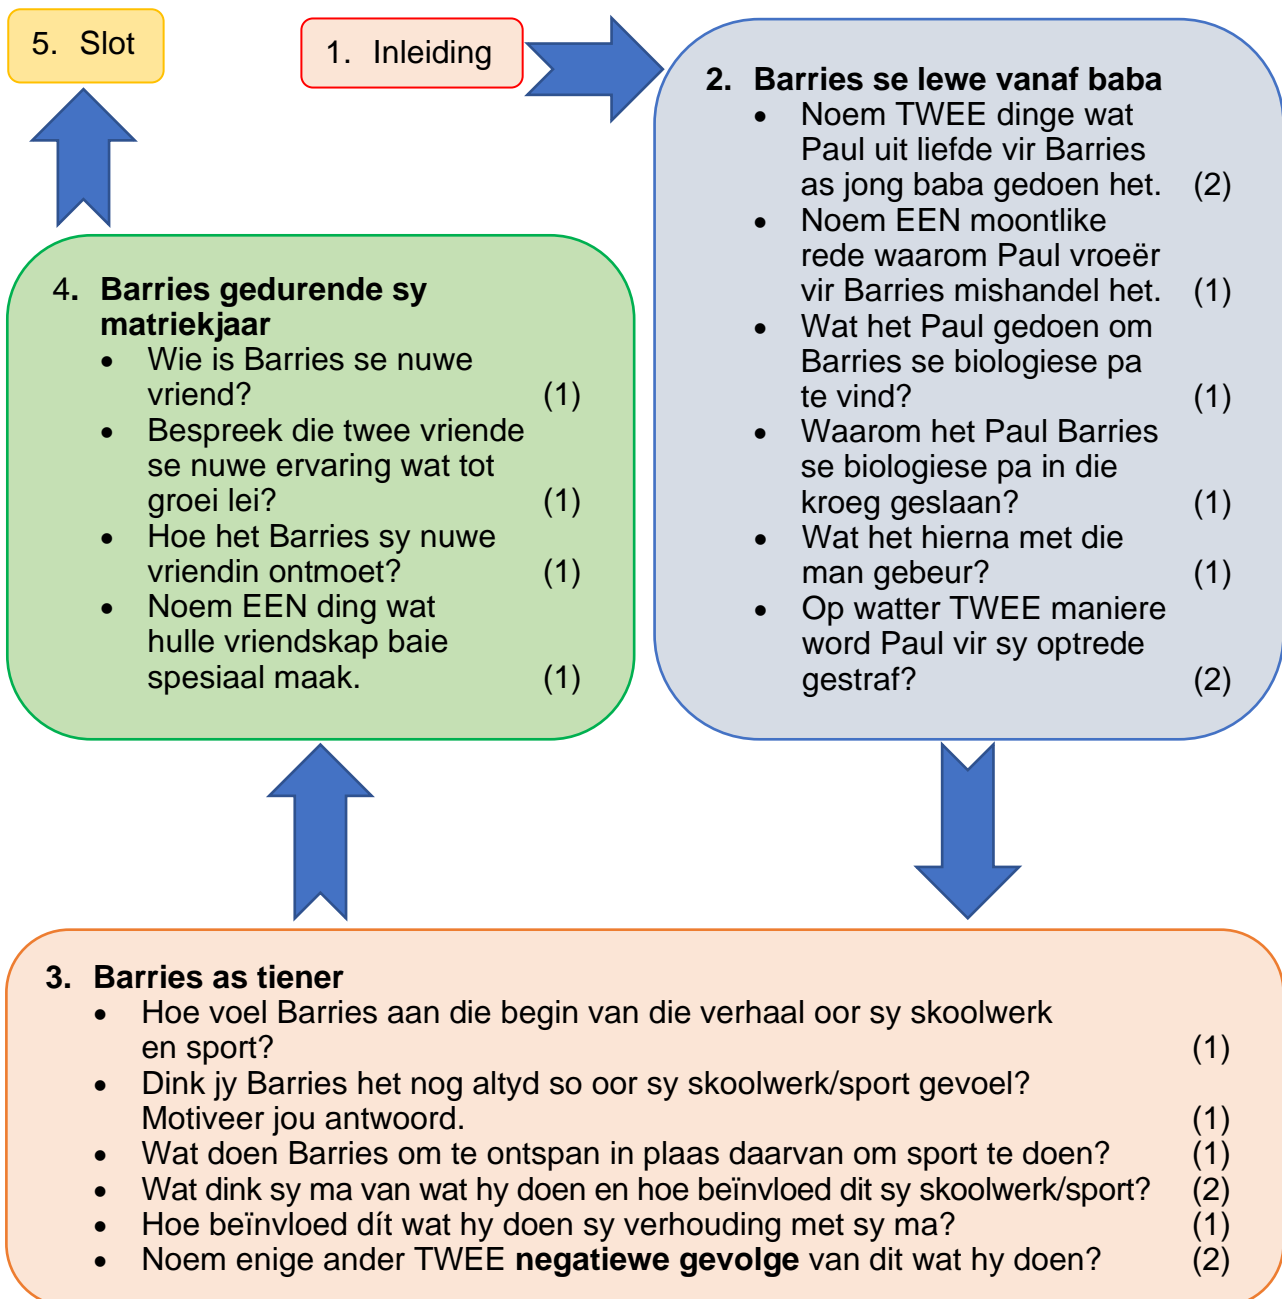 1. Inleiding
2. Barries se lewe vanaf baba
• Noem TWEE dinge wat
Paul uit liefde vir Barries
as jong baba gedoen het. (2)
• Noem EEN moontlike
rede waarom Paul vroeër
vir Barries mishandel het. (1)
• Wat het Paul gedoen om
Barries se biologiese pa
te vind? (1)
• Waarom het Paul Barries
se biologiese pa in die
kroeg geslaan? (1)
• Wat het hierna met die
man gebeur? (1)
• Op watter TWEE maniere
word Paul vir sy optrede
gestraf? (2)
3. Barries as tiener
• Hoe voel Barries aan die begin van die verhaal oor sy skoolwerk
en sport? (1)
• Dink jy Barries het nog altyd so oor sy skoolwerk/sport gevoel?
Motiveer jou antwoord. (1)
• Wat doen Barries om te ontspan in plaas daarvan om sport te doen? (1)
• Wat dink sy ma van wat hy doen en hoe beïnvloed dit sy skoolwerk/sport? (2)
• Hoe beïnvloed dít wat hy doen sy verhouding met sy ma? (1)
• Noem enige ander TWEE negatiewe gevolge van dit wat hy doen? (2)
4. Barries gedurende sy
matriekjaar
• Wie is Barries se nuwe
vriend? (1)
• Bespreek die twee vriende
se nuwe ervaring wat tot
groei lei? (1)
• Hoe het Barries sy nuwe
vriendin ontmoet? (1)
• Noem EEN ding wat
hulle vriendskap baie
spesiaal maak. (1)
5. Slot